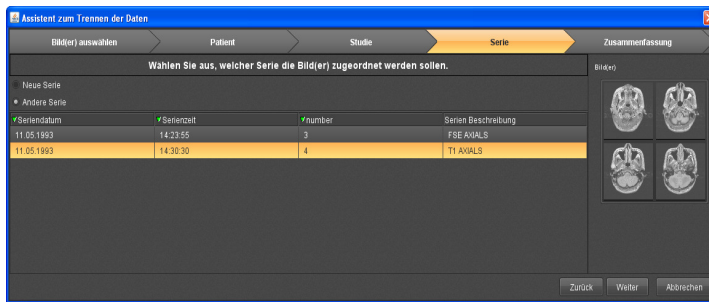 Assistent zum Trennen der Daten
Bild(er) auswählen Patient Studie Serie Zusammenfassung
Wählen Sie aus, welcher Serie die Bild(er) zugeordnet werden sollen.
Bild(er)
Neue Serie
Andere Serie
Seriendatum Serienzeit number Serien Beschreibung
11.05.1993 14:23:55 3 FSE AXIALS
11.05.1993 14:30:30 4 T1 AXIALS
Zurück Weiter Abbrechen